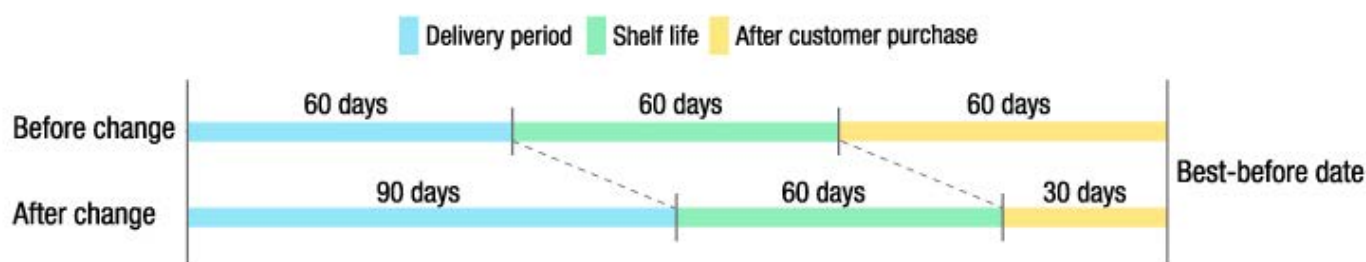 Delivery period Shelf life After customer purchase
60 days 60 days 60 days
Before change
Best-before date
90 days 60 days 30 days
After change